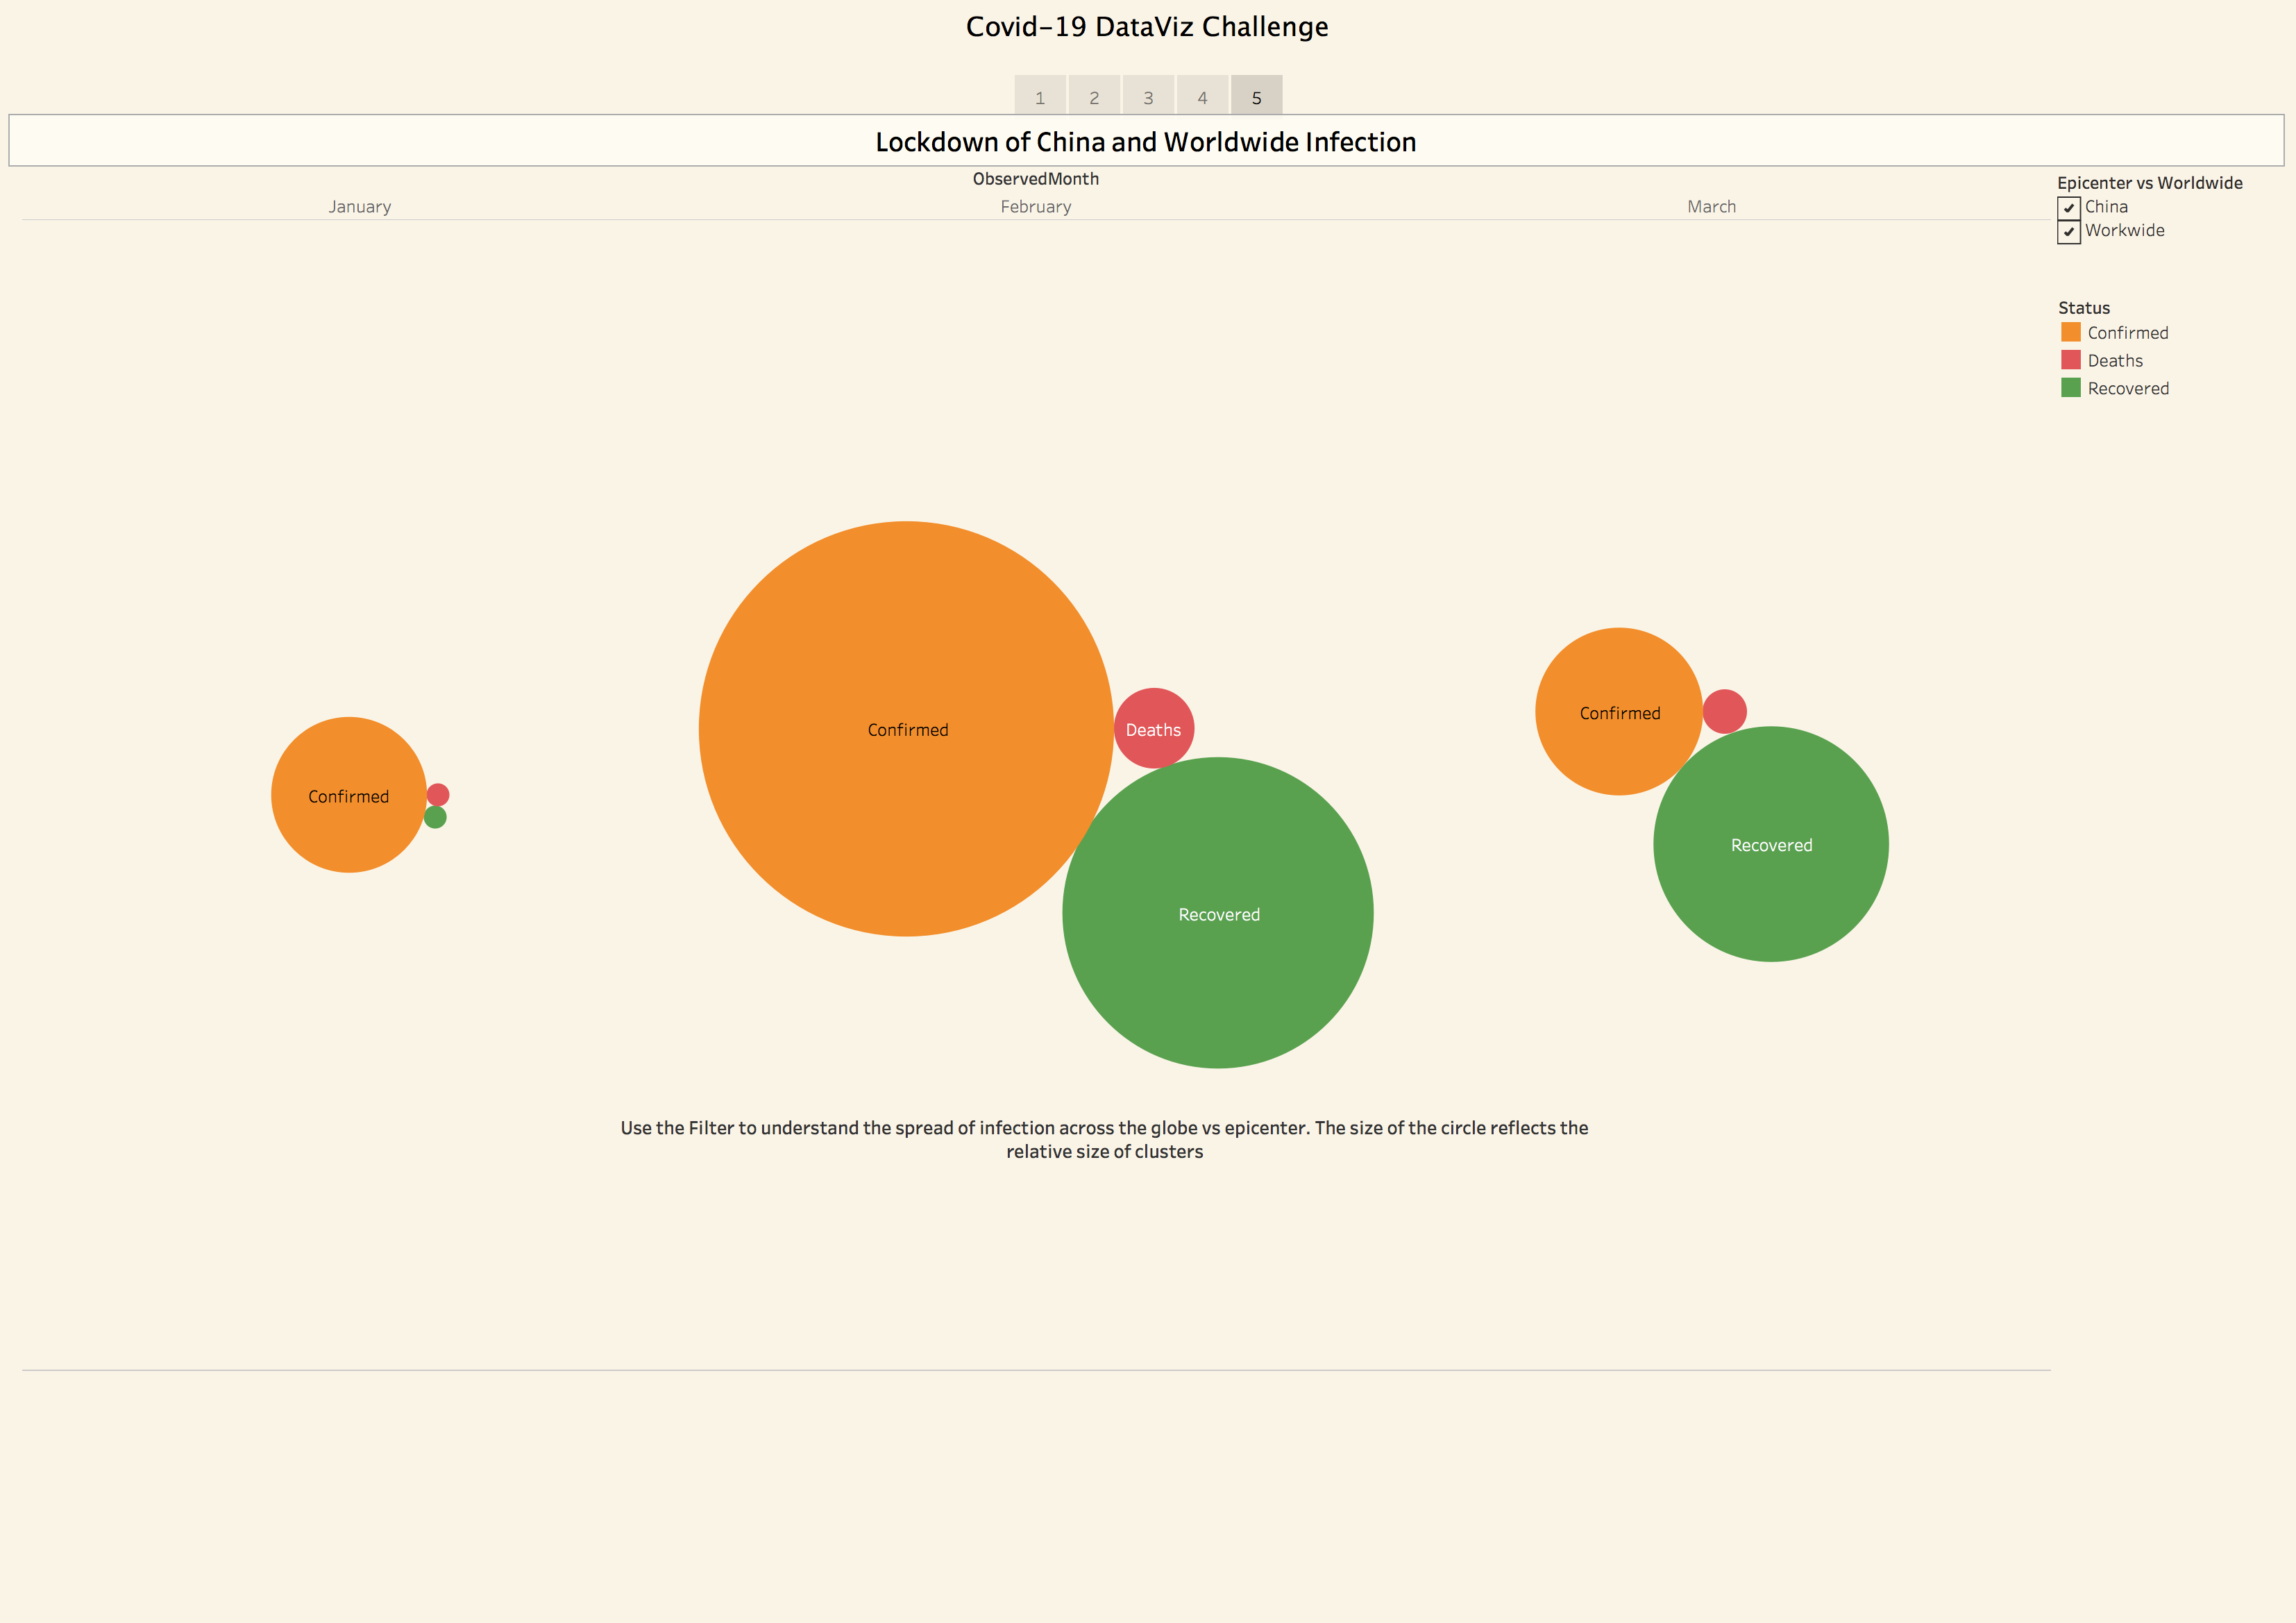 Covid-19 DataViz Challenge
1 2 3 4 5
Lockdown of China and Worldwide Infection
ObservedMonth
January February March
Epicenter vs Worldwide
China
Workwide
Status
Confirmed
Deaths
Recovered
Confirmed
Confirmed
Deaths
Recovered
Confirmed
Recovered
Use the Filter to understand the spread of infection across the globe vs epicenter. The size of the circle reflects the
relative size of clusters